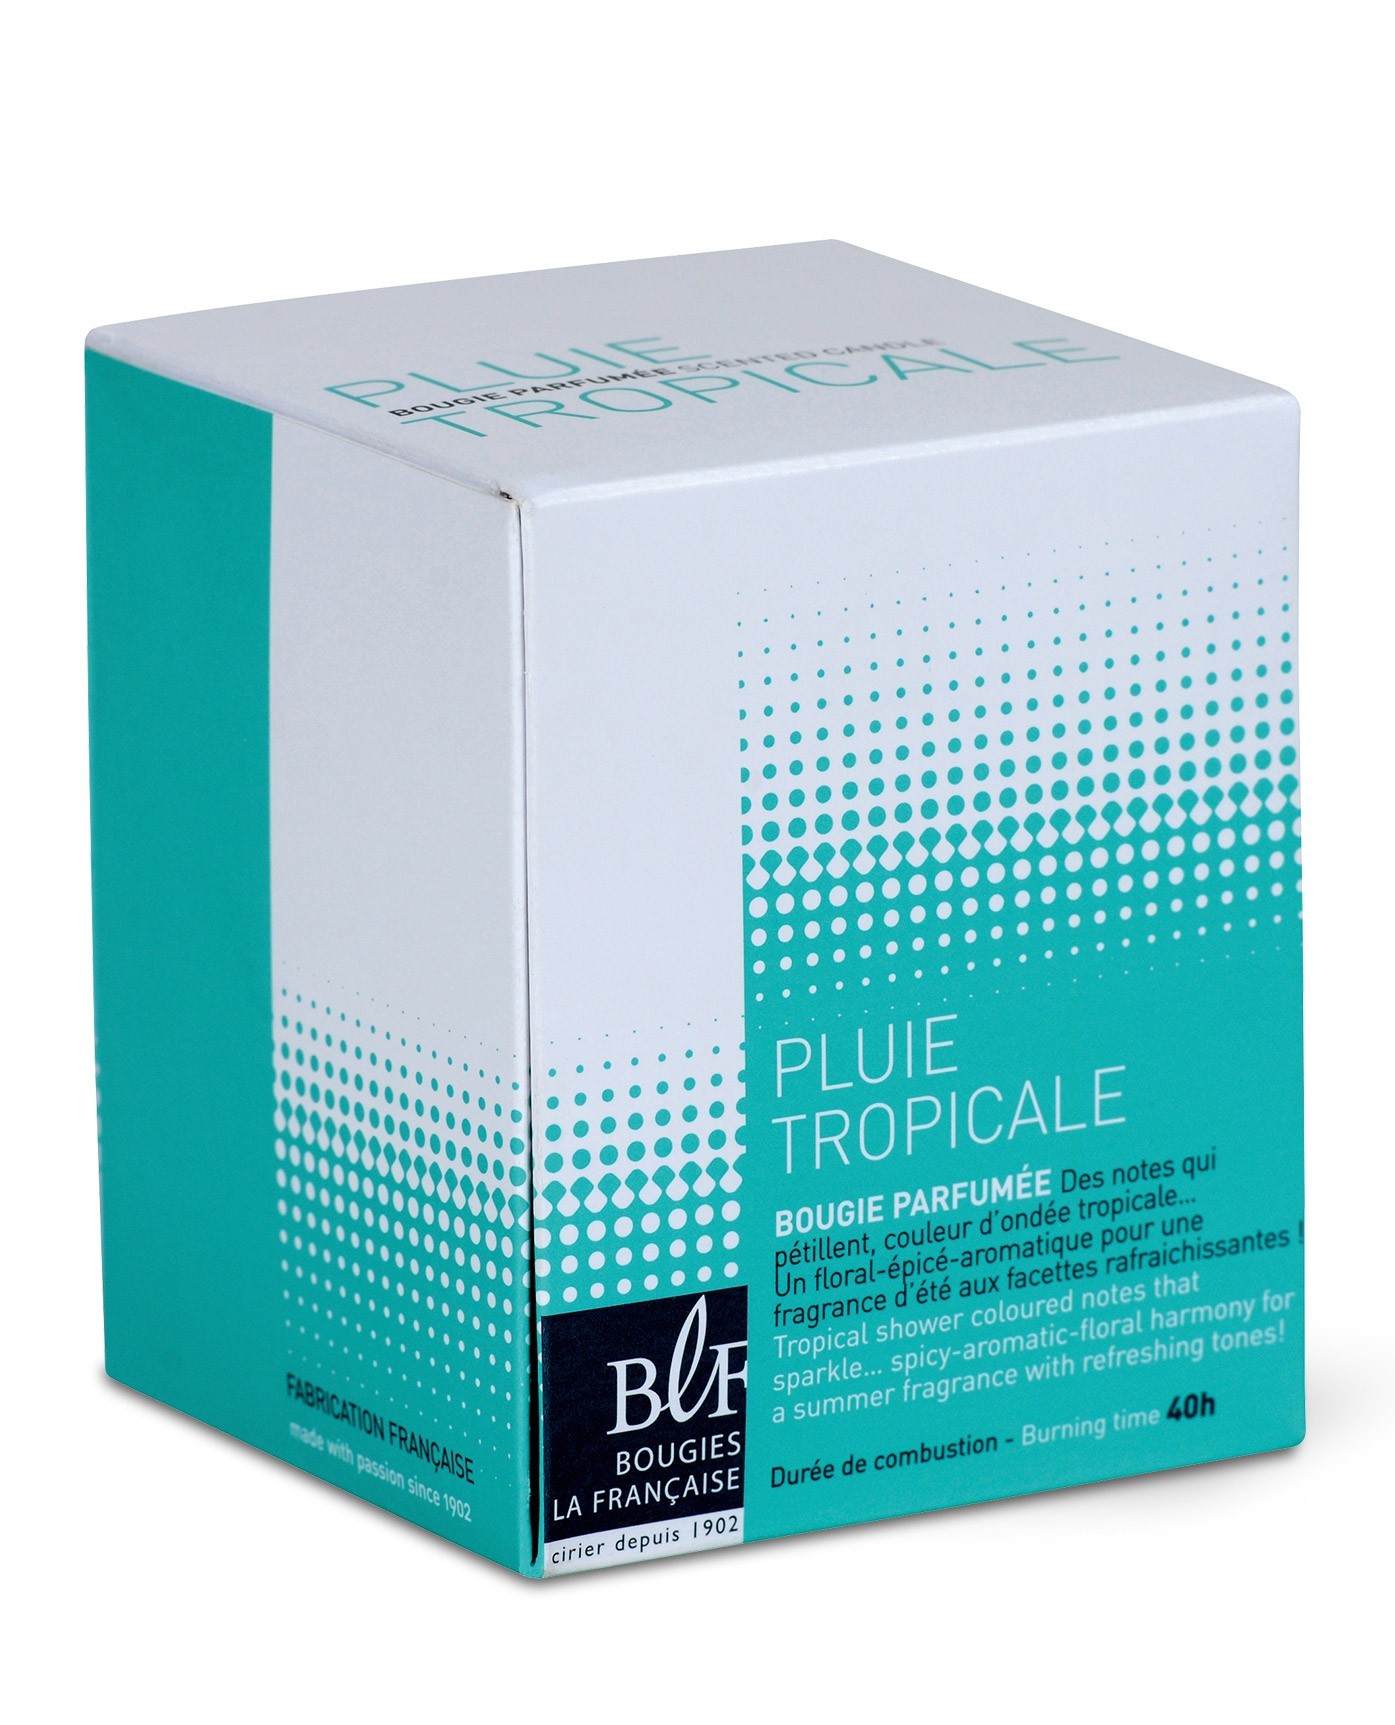 PLUIE
BOUGIE PARFUMÉE SCENTED CANDLE
TROPICALE
PLUIE
TROPICALE
BOUGIE PARFUMÉE Des notes qui
pétillent, couleur d'ondée tropicale...
Un floral-épicé-aromatique pour une
fragrance d'été aux facettes rafraichissantes !
Tropical shower coloured notes that
sparkle... spicy-aromatic-floral harmony for
a summer fragrance with refreshing tones!
Durée de combustion - Burning time 40h
BlF
BOUGIES
LA FRANÇAISE
cirier depuis 1902
FABRICATION FRANÇAISE
made with passion since 1902